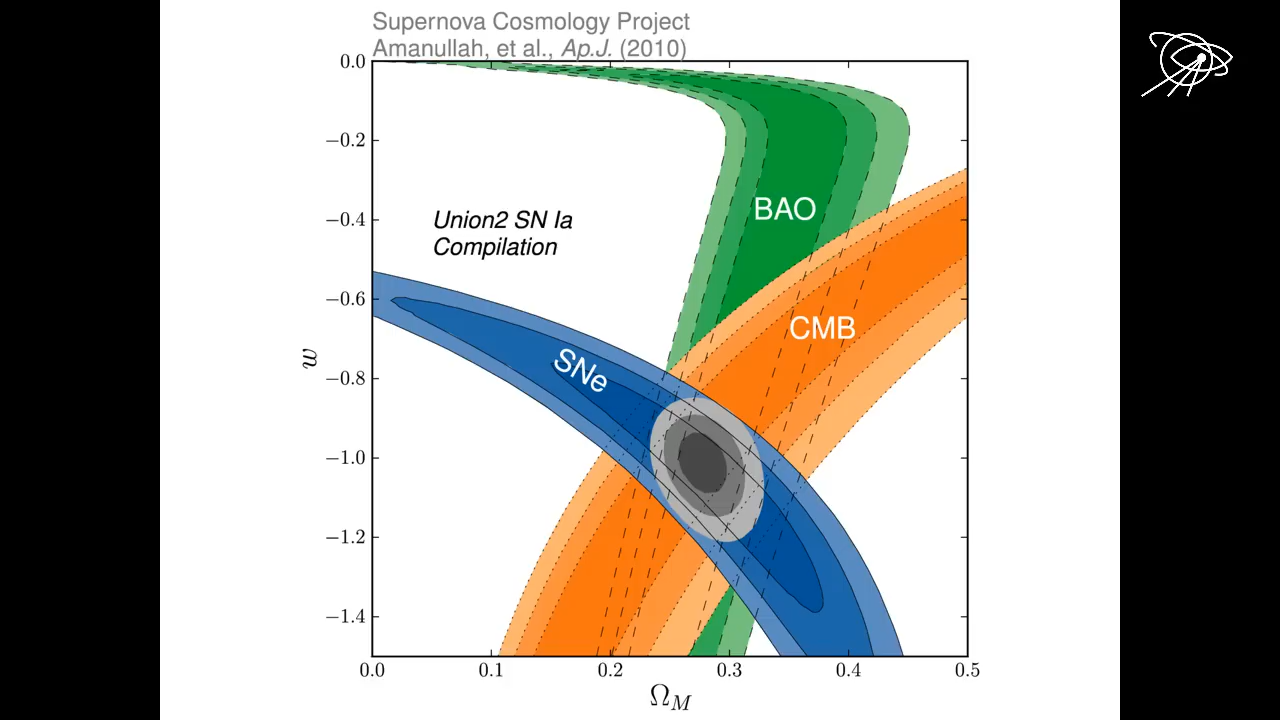 Supernova Cosmology Project
Amanullah, et al., Ap.J. (2010)
0.0
−0.2
−0.4
−0.6
−0.8
−1.0
−1.2
−1.4
w
Union2 SN Ia
Compilation
BAO
CMB
SNe
0.0 0.1 0.2 0.3 0.4 0.5
Ω_M